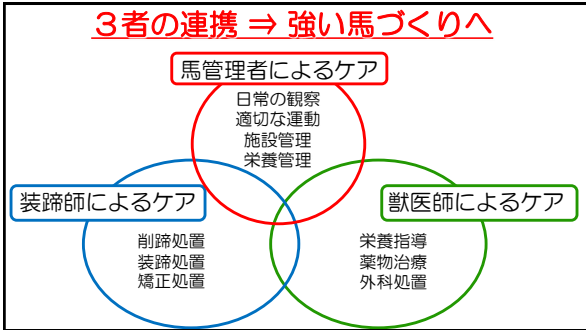 ３者の連携 ⇒ 強い馬づくりへ
馬管理者によるケア
日常の観察
適切な運動
施設管理
栄養管理
装蹄師によるケア
削蹄処置
装蹄処置
矯正処置
獣医師によるケア
栄養指導
薬物治療
外科処置